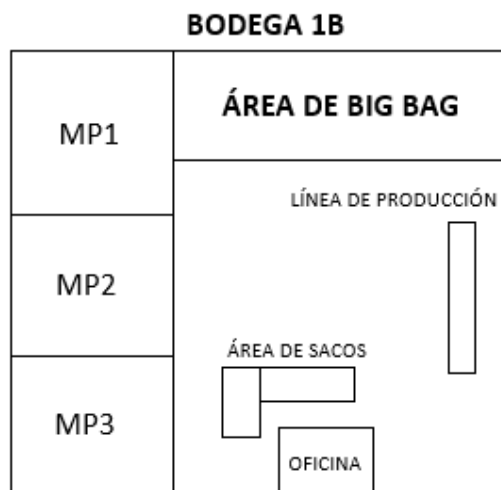 BODEGA 1B
MP1
ÁREA DE BIG BAG
LÍNEA DE PRODUCCIÓN
MP2
ÁREA DE SACOS
MP3
OFICINA